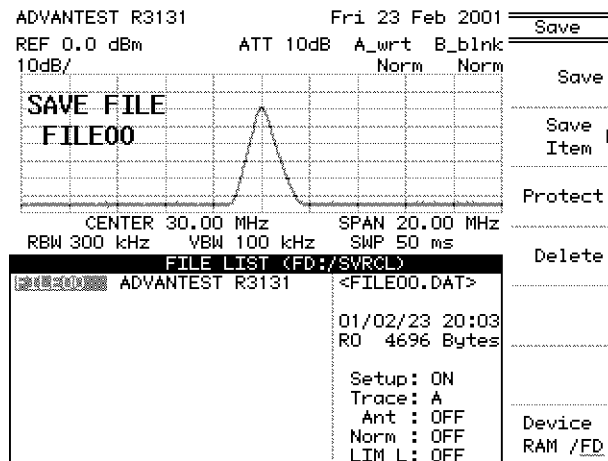 ADVANTEST R3131 Fri 23 Feb 2001
REF 0.0 dBm ATT 10dB A_wrt B_blnk
10dB/ Norm Norm
SAVE FILE
FILE00
CENTER 30.00 MHz SPAN 20.00 MHz
RBW 300 kHz VBW 100 kHz SWP 50 ms
FILE LIST (FD:/SVRCL)
FILE00 ADVANTEST R3131 <FILE00.DAT>
01/02/23 20:03
RO 4696 Bytes
Setup: ON
Trace: A
Ant : OFF
Norm : OFF
LIM L: OFF
Save
Save
Save
Item
Protect
Delete
Device
RAM /FD